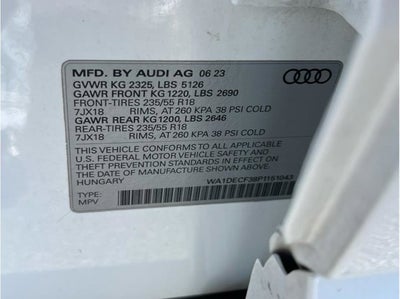 MFD. BY AUDI AG 06 23
GVWR KG 2325, LBS 5126
GAWR FRONT KG1220, LBS 2690
FRONT-TIRES 235/55 R18
7JX18 RIMS, AT 260 KPA 38 PSI COLD
GAWR REAR KG1200, LBS 2646
REAR-TIRES 235/55 R18
7JX18 RIMS, AT 260 KPA 38 PSI COLD
THIS VEHICLE CONFORMS TO ALL APPLICABLE
U.S. FEDERAL MOTOR VEHICLE SAFETY AND
THEFT PREVENTION STANDARDS IN EFFECT ON
THE DATE OF MANUFACTURE SHOWN ABOVE.
HUNGARY
WA1DECF38P1151043
TYPE:
MPV